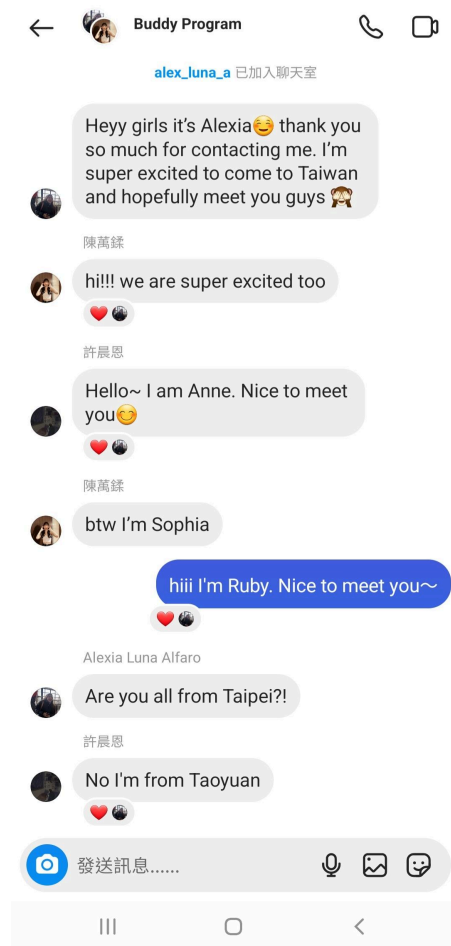 Buddy Program
alex_luna_a 已加入聊天室
Heyy girls it's Alexia😊 thank you
so much for contacting me. I'm
super excited to come to Taiwan
and hopefully meet you guys 🙈
陳萬鍒
hi!!! we are super excited too
許晨恩
Hello~ I am Anne. Nice to meet
you😊
陳萬鍒
btw I'm Sophia
hiii I'm Ruby. Nice to meet you～
Alexia Luna Alfaro
Are you all from Taipei?!
許晨恩
No I'm from Taoyuan
發送訊息......